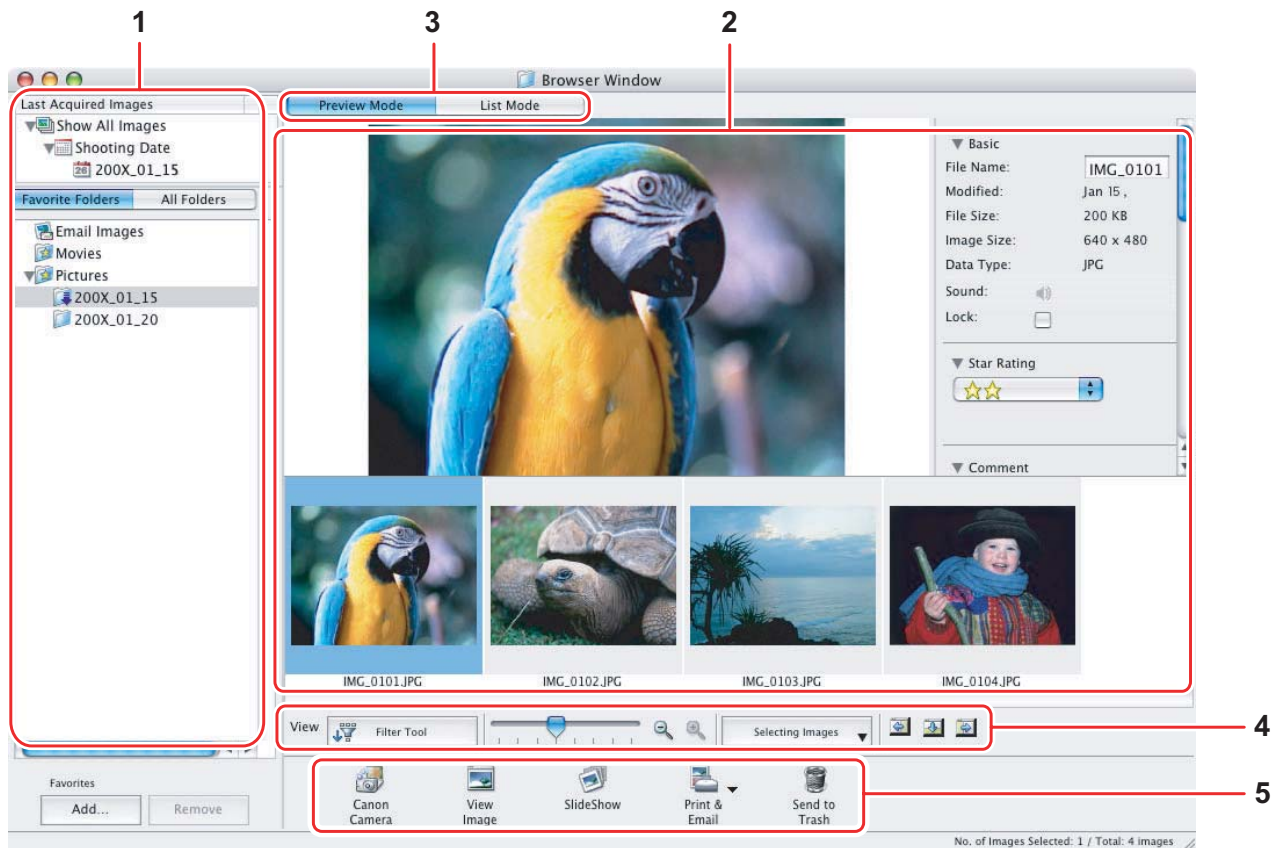 1
3
2
Browser Window
Last Acquired Images
Show All Images
Shooting Date
26
200X_01_15
Favorite Folders
All Folders
Email Images
Movies
Pictures
200X_01_15
200X_01_20
Favorites
Add...
Remove
Preview Mode
List Mode
Basic
File Name: IMG_0101
Modified: Jan 15 ,
File Size: 200 KB
Image Size: 640 x 480
Data Type: JPG
Sound:
Lock:
Star Rating
Comment
IMG_0101.JPG
IMG_0102.JPG
IMG_0103.JPG
IMG_0104.JPG
View
Filter Tool
Selecting Images
4
Canon Camera
View Image
SlideShow
Print & Email
Send to Trash
5
No. of Images Selected: 1 / Total: 4 images